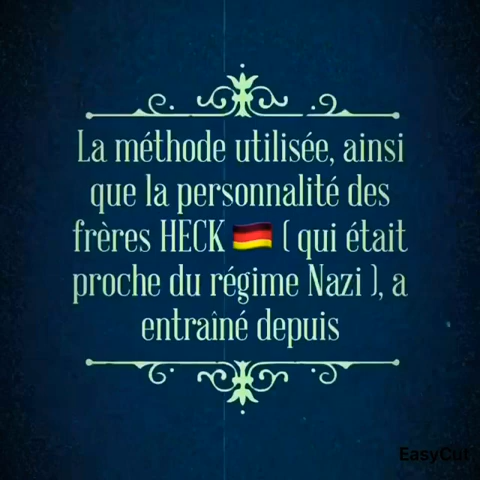 La méthode utilisée, ainsi
que la personnalité des
frères HECK 🇩🇪 ( qui était
proche du régime Nazi ), a
entraîné depuis
EasyCut